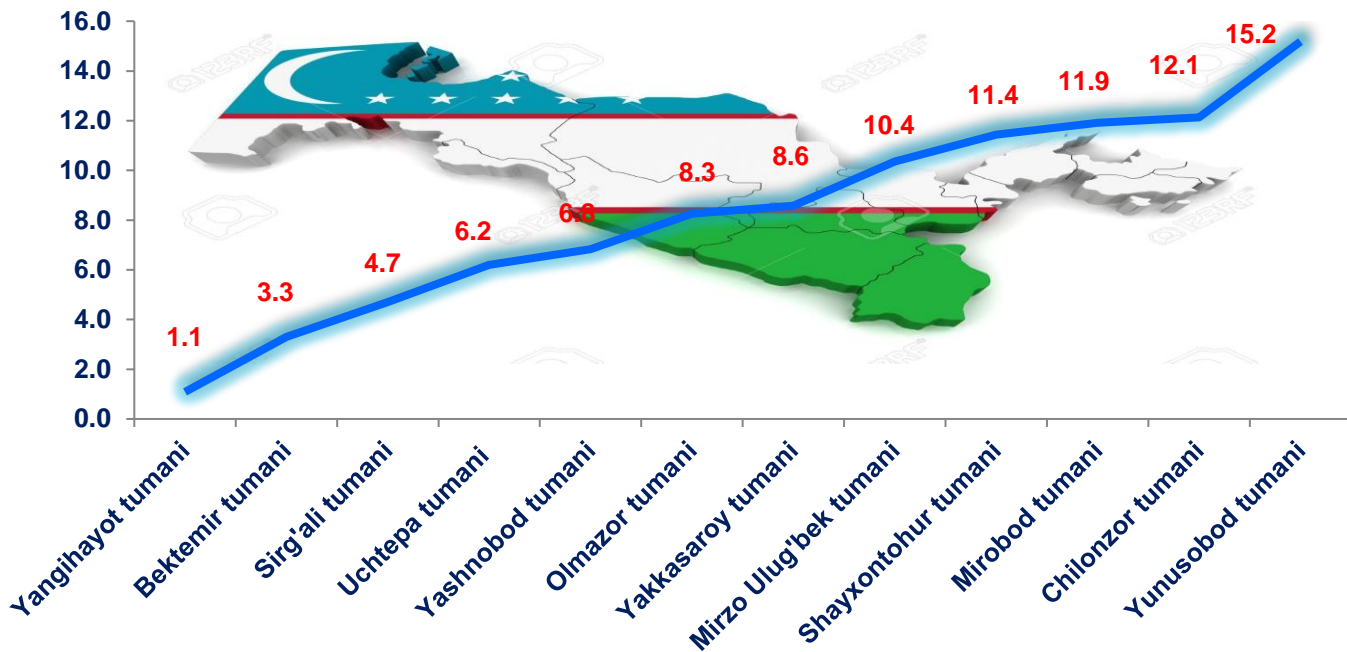 16.0
14.0
12.0
10.0
8.0
6.0
4.0
2.0
0.0
1.1
3.3
4.7
6.2
6.8
8.3
8.6
10.4
11.4
11.9
12.1
15.2
Yangihayot tumani
Bektemir tumani
Sirg'ali tumani
Uchtepa tumani
Yashnobod tumani
Olmazor tumani
Yakkasaroy tumani
Mirzo Ulug'bek tumani
Shayxontohur tumani
Mirobod tumani
Chilonzor tumani
Yunusobod tumani